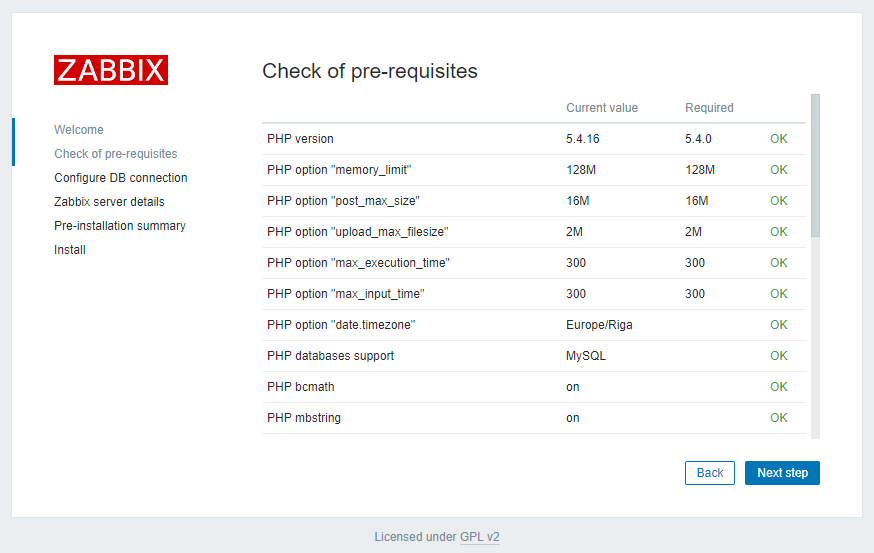 ZABBIX
Check of pre-requisites
Welcome
Check of pre-requisites
Configure DB connection
Zabbix server details
Pre-installation summary
Install
Current value Required
PHP version 5.4.16 5.4.0 OK
PHP option "memory_limit" 128M 128M OK
PHP option "post_max_size" 16M 16M OK
PHP option "upload_max_filesize" 2M 2M OK
PHP option "max_execution_time" 300 300 OK
PHP option "max_input_time" 300 300 OK
PHP option "date.timezone" Europe/Riga OK
PHP databases support MySQL OK
PHP bcmath on OK
PHP mbstring on OK
Back Next step
Licensed under GPL v2